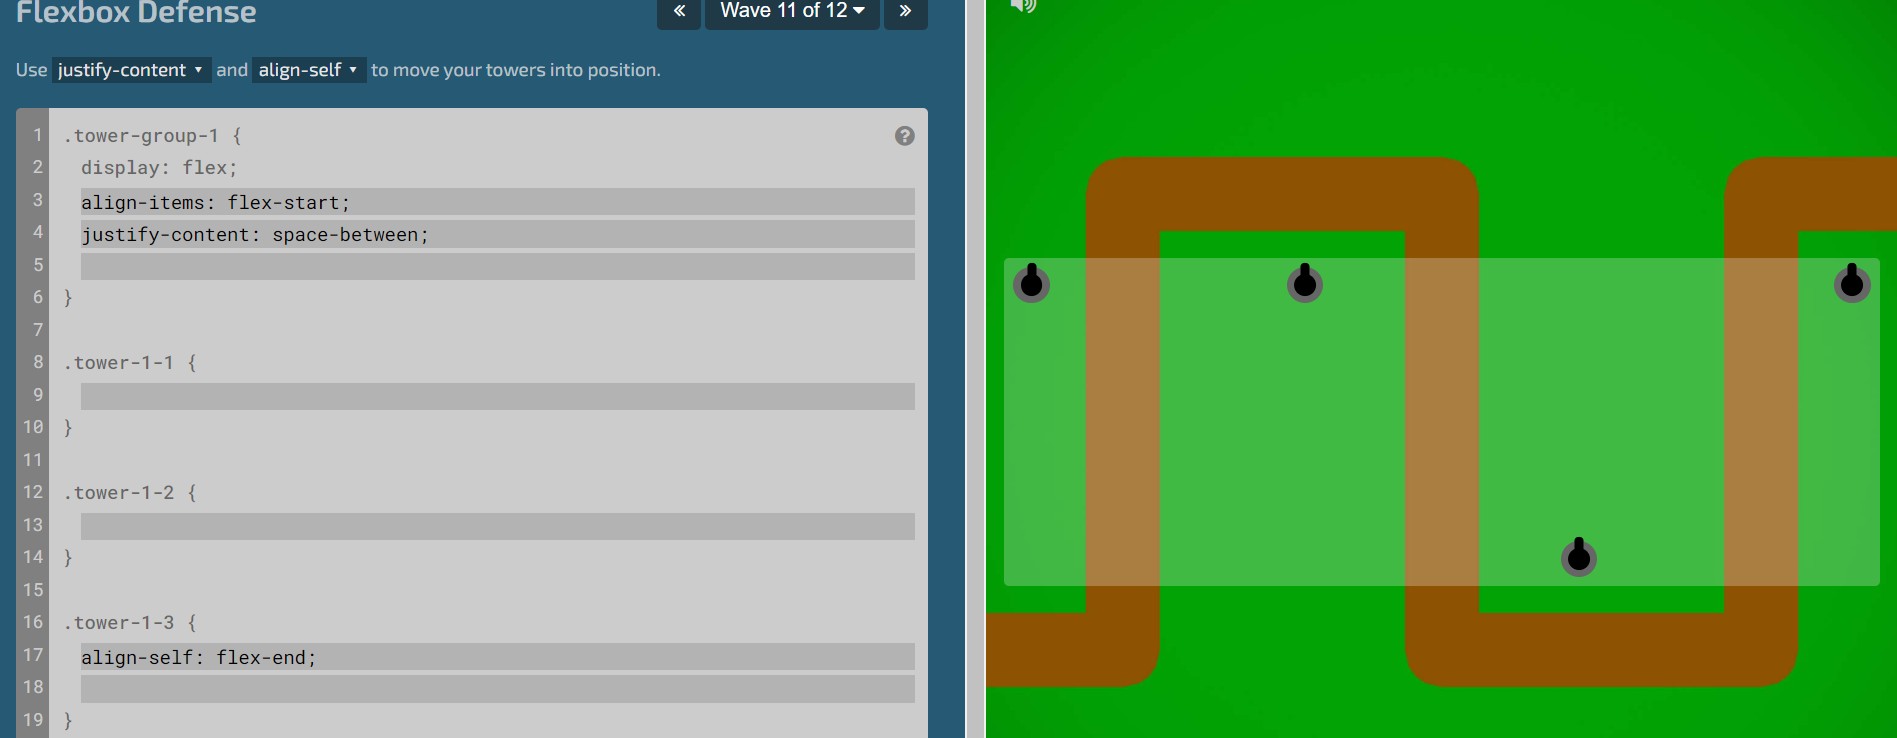 Flexbox Defense
« Wave 11 of 12 »
Use justify-content and align-self to move your towers into position.
1 .tower-group-1 {
2 display: flex;
3 align-items: flex-start;
4 justify-content: space-between;
5
6 }
7
8 .tower-1-1 {
9
10 }
11
12 .tower-1-2 {
13
14 }
15
16 .tower-1-3 {
17 align-self: flex-end;
18
19 }